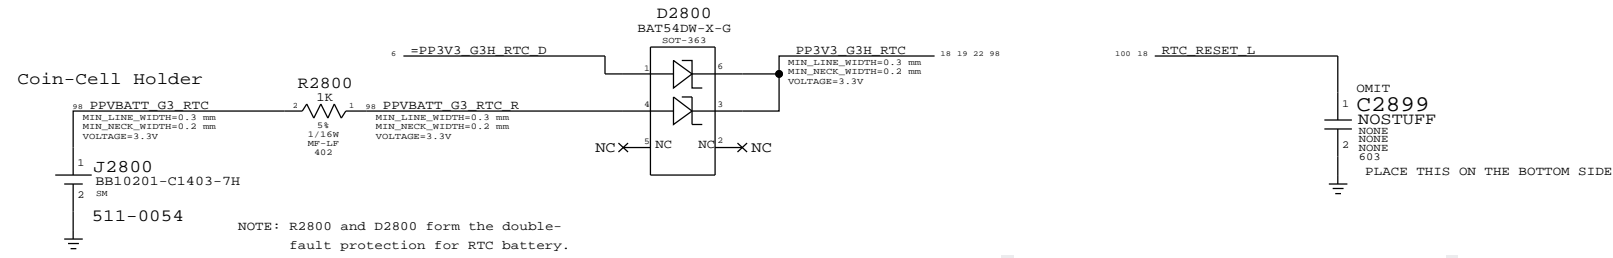 D2800
BAT54DW-X-G
SOT-363
6 =PP3V3_G3H_RTC_D
1 6
PP3V3_G3H_RTC 18 19 22 98
MIN_LINE_WIDTH=0.3 mm
MIN_NECK_WIDTH=0.2 mm
VOLTAGE=3.3V
Coin-Cell Holder
R2800
1K
98 PPVBATT_G3_RTC
MIN_LINE_WIDTH=0.3 mm
MIN_NECK_WIDTH=0.2 mm
VOLTAGE=3.3V
2 1
5%
1/16W
MF-LF
402
98 PPVBATT_G3_RTC_R
MIN_LINE_WIDTH=0.3 mm
MIN_NECK_WIDTH=0.2 mm
VOLTAGE=3.3V
4 3
NC 5 NC NC 2 NC
1 J2800
BB10201-C1403-7H
2 SM
511-0054
NOTE: R2800 and D2800 form the double-
fault protection for RTC battery.
100 18 RTC_RESET_L
OMIT
1 C2899
NOSTUFF
NONE
NONE
2 NONE
603
PLACE THIS ON THE BOTTOM SIDE